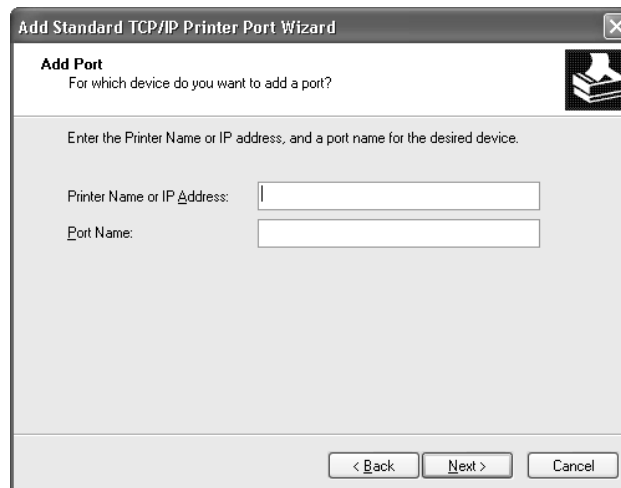 Add Standard TCP/IP Printer Port Wizard
Add Port
For which device do you want to add a port?
Enter the Printer Name or IP address, and a port name for the desired device.
Printer Name or IP Address:
Port Name:
< Back Next > Cancel